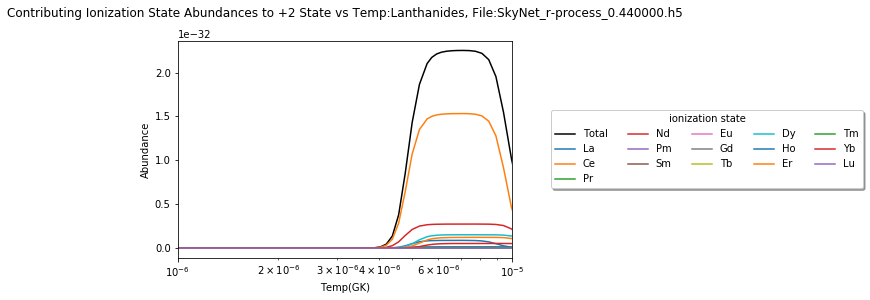 Contributing Ionization State Abundances to +2 State vs Temp:Lanthanides, File:SkyNet_r-process_0.440000.h5
1e−32
2.0
1.5
1.0
0.5
0.0
Abundance
10⁻⁶
2 × 10⁻⁶
3 × 10⁻⁶
4 × 10⁻⁶
6 × 10⁻⁶
10⁻⁵
Temp(GK)
ionization state
Total Nd Eu Dy Tm
La Pm Gd Ho Yb
Ce Sm Tb Er Lu
Pr